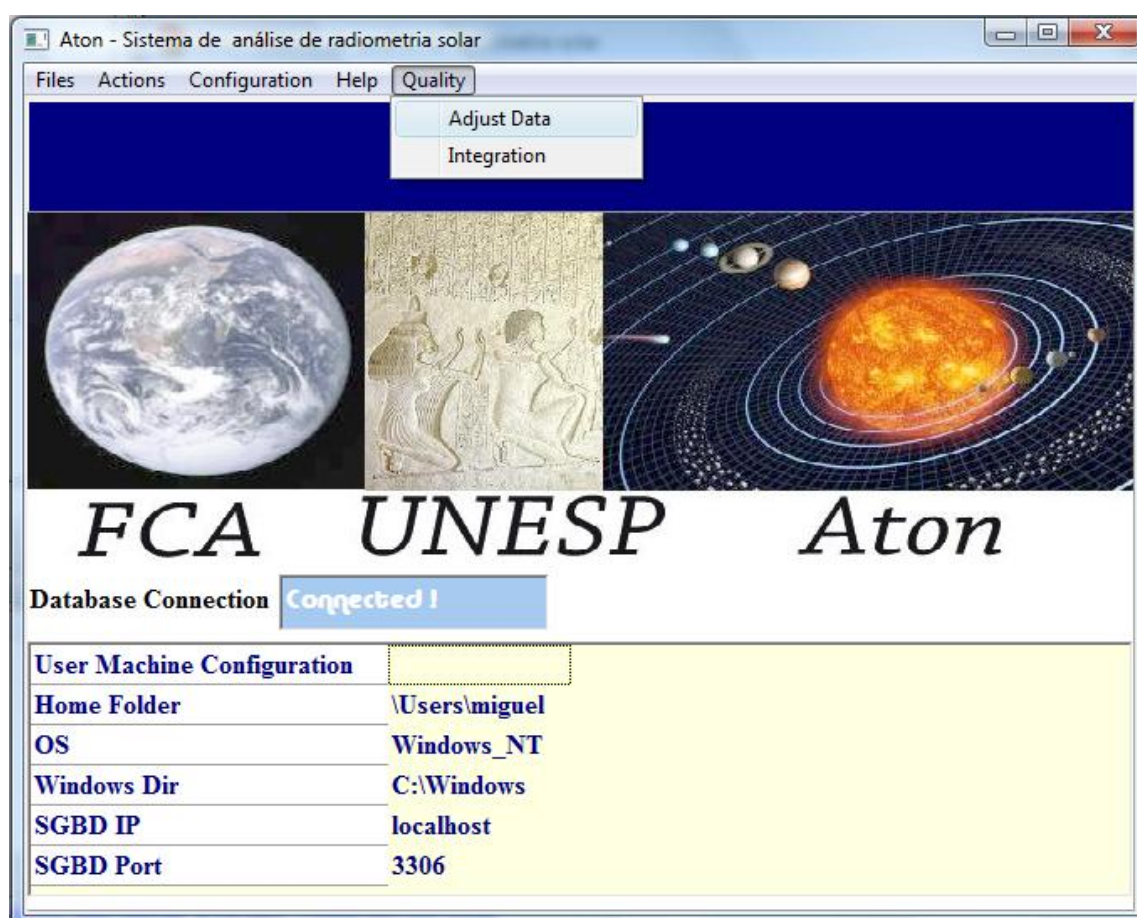 Aton - Sistema de análise de radiometria solar
Files Actions Configuration Help Quality
Adjust Data
Integration
FCA UNESP Aton
Database Connection Connected !
User Machine Configuration
Home Folder \Users\miguel
OS Windows_NT
Windows Dir C:\Windows
SGBD IP localhost
SGBD Port 3306